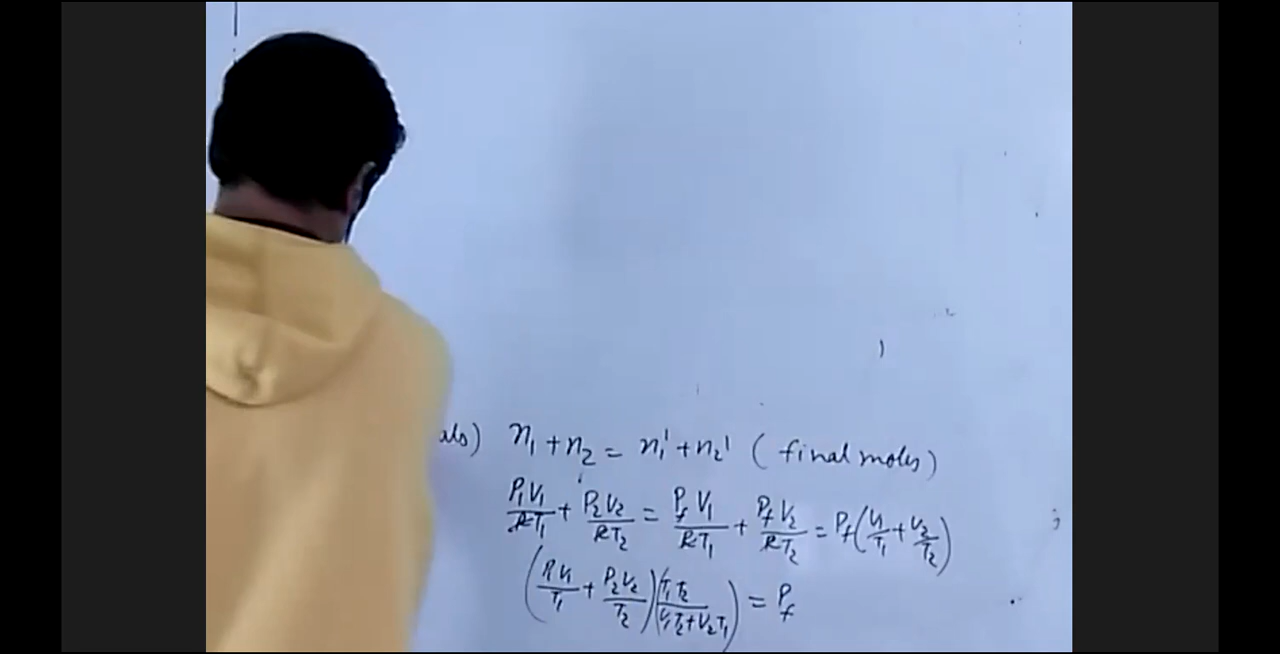 als) n₁ + n₂ = n₁' + n₂' (final moles)
P₁V₁/RT₁ + P₂V₂/RT₂ = P_f V₁/RT₁ + P_f V₂/RT₂ = P_f (V₁/T₁ + V₂/T₂)
(P₁V₁/T₁ + P₂V₂/T₂)(T₁T₂/V₁T₂+V₂T₁) = P_f